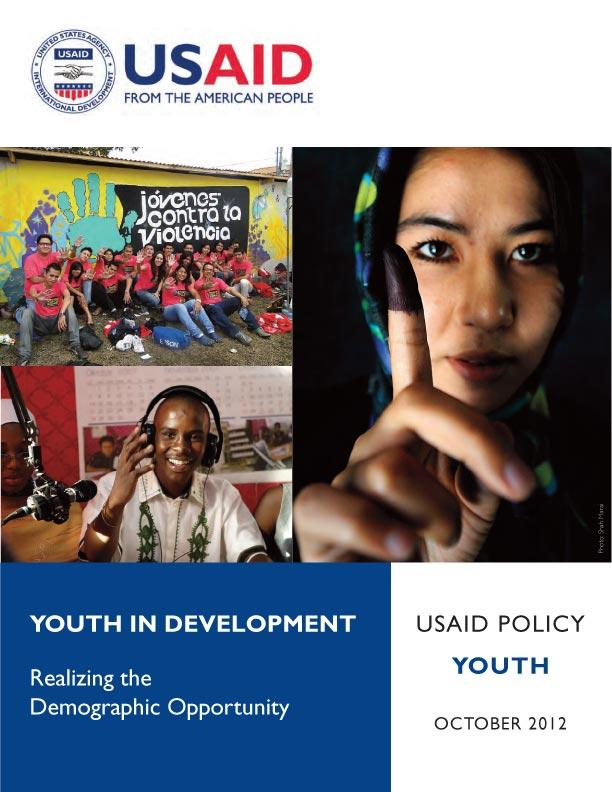 UNITED STATES AGENCY
USAID
INTERNATIONAL DEVELOPMENT
USAID
FROM THE AMERICAN PEOPLE
jóvenes
contra la
violencia
Photo: Shah Marai
YOUTH IN DEVELOPMENT
Realizing the
Demographic Opportunity
USAID POLICY
YOUTH
OCTOBER 2012